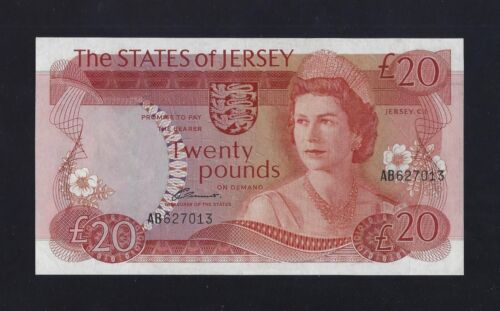 The STATES of JERSEY
£20
PROMISE TO PAY
THE BEARER
JERSEY, C.I.
Twenty
pounds
ON DEMAND
AB627013
TREASURER OF THE STATES
AB627013
£20
£20